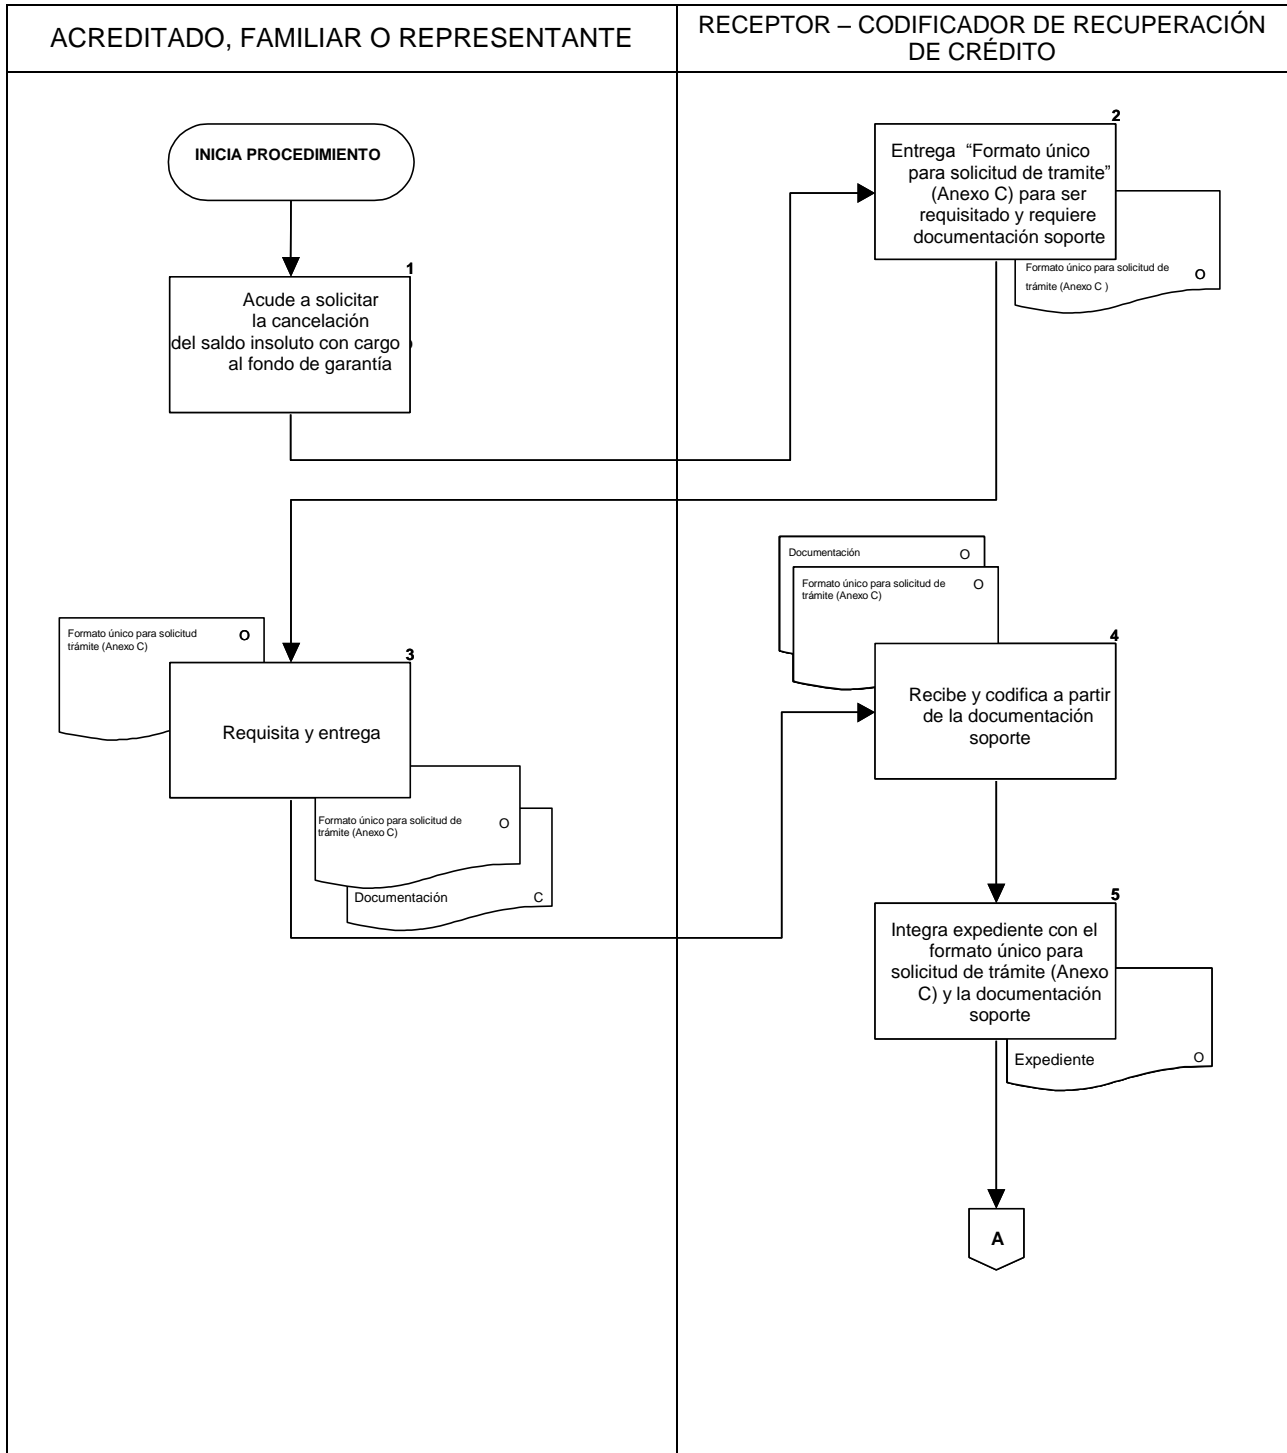 ACREDITADO, FAMILIAR O REPRESENTANTE
RECEPTOR – CODIFICADOR DE RECUPERACIÓN
DE CRÉDITO
INICIA PROCEDIMIENTO
1
Acude a solicitar
la cancelación
del saldo insoluto con cargo
al fondo de garantía
2
Entrega “Formato único
para solicitud de tramite”
(Anexo C) para ser
requisitado y requiere
documentación soporte
Formato único para solicitud de
trámite (Anexo C )
O
Formato único para solicitud
trámite (Anexo C)
O
3
Requisita y entrega
Formato único para solicitud de
trámite (Anexo C)
O
Documentación
C
Documentación
O
Formato único para solicitud de
trámite (Anexo C)
O
4
Recibe y codifica a partir
de la documentación
soporte
5
Integra expediente con el
formato único para
solicitud de trámite (Anexo
C) y la documentación
soporte
Expediente
O
A